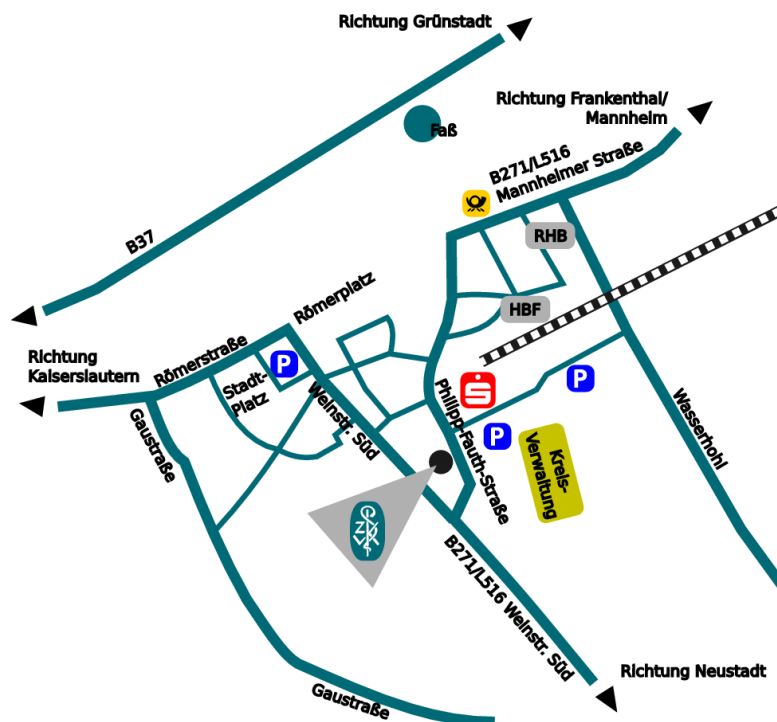 Richtung Grünstadt
Richtung Frankenthal/
Mannheim
Faß
B271/L516
Mannheimer Straße
B37
RHB
Römerplatz
HBF
Richtung
Kaiserslautern
Römerstraße
P
Stadt-
Platz
P
Weinstr. Süd
Philipp-Fauth-Straße
Wasserhohl
Gaustraße
P
Kreis-
Verwaltung
B271/L516 Weinstr. Süd
Richtung Neustadt
Gaustraße